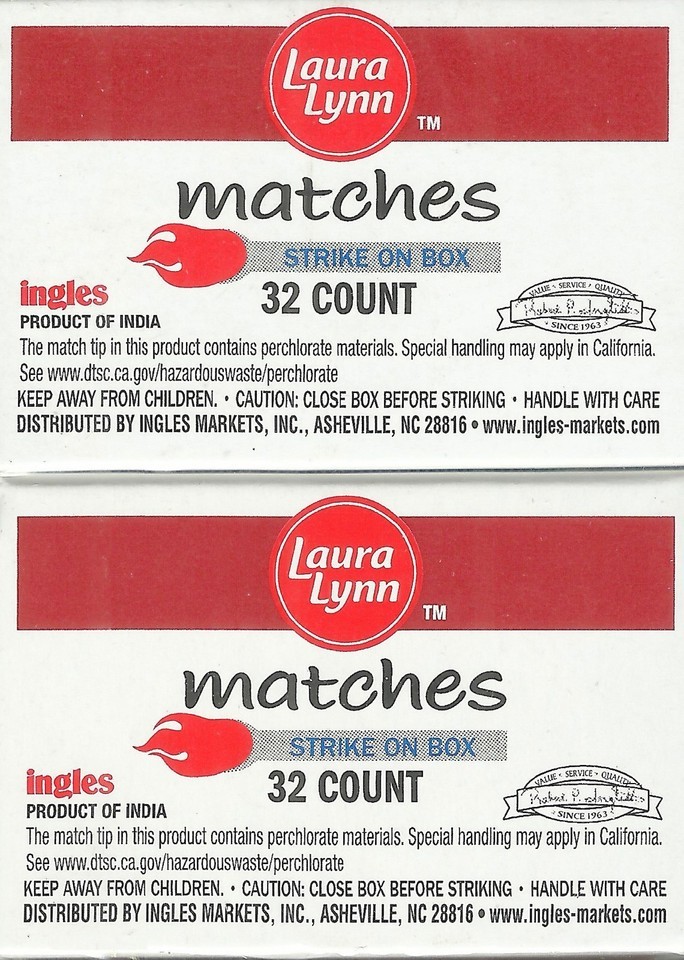 Laura
Lynn
TM
matches
STRIKE ON BOX
ingles
32 COUNT
PRODUCT OF INDIA
VALUE • SERVICE • QUALITY
Robert P. Ingle
SINCE 1963
The match tip in this product contains perchlorate materials. Special handling may apply in California.
See www.dtsc.ca.gov/hazardouswaste/perchlorate
KEEP AWAY FROM CHILDREN. • CAUTION: CLOSE BOX BEFORE STRIKING • HANDLE WITH CARE
DISTRIBUTED BY INGLES MARKETS, INC., ASHEVILLE, NC 28816 • www.ingles-markets.com
Laura
Lynn
TM
matches
STRIKE ON BOX
ingles
32 COUNT
PRODUCT OF INDIA
VALUE • SERVICE • QUALITY
Robert P. Ingle
SINCE 1963
The match tip in this product contains perchlorate materials. Special handling may apply in California.
See www.dtsc.ca.gov/hazardouswaste/perchlorate
KEEP AWAY FROM CHILDREN. • CAUTION: CLOSE BOX BEFORE STRIKING • HANDLE WITH CARE
DISTRIBUTED BY INGLES MARKETS, INC., ASHEVILLE, NC 28816 • www.ingles-markets.com